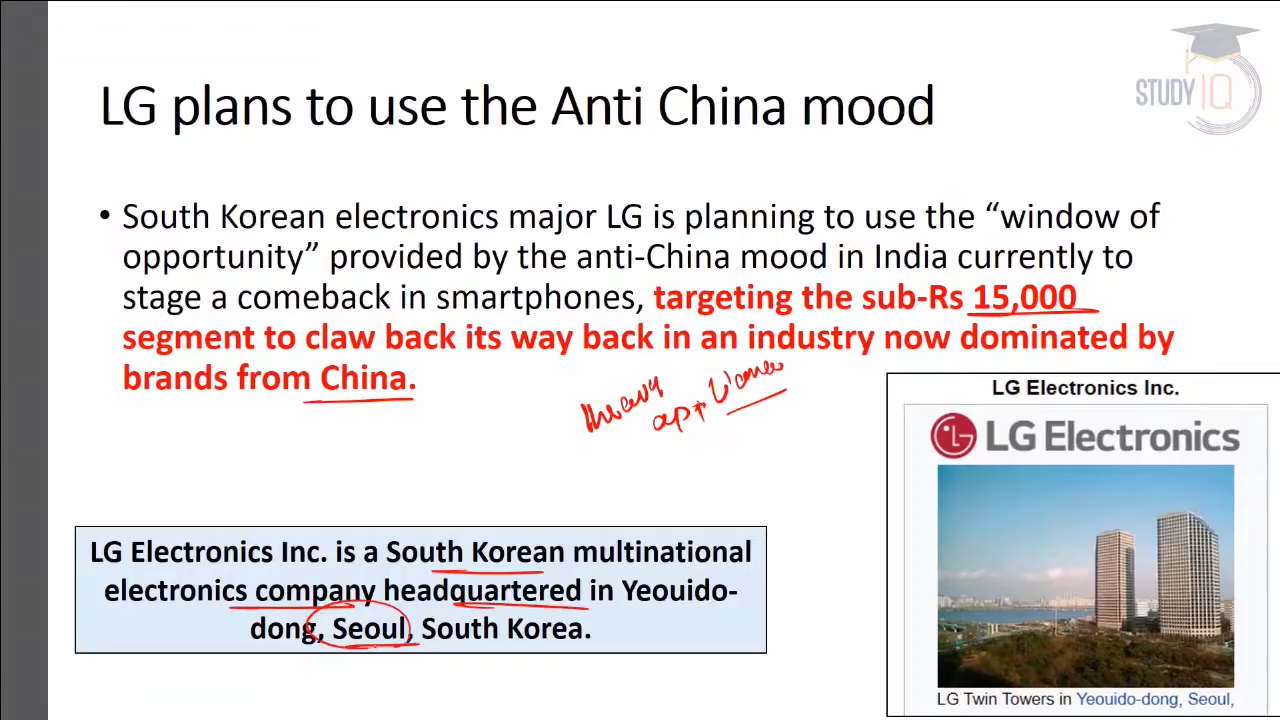 STUDY IQ
LG plans to use the Anti China mood
• South Korean electronics major LG is planning to use the “window of
opportunity” provided by the anti-China mood in India currently to
stage a comeback in smartphones, targeting the sub-Rs 15,000
segment to claw back its way back in an industry now dominated by
brands from China.
Heavy
LG Electronics Inc.
LG Electronics
LG Electronics Inc. is a South Korean multinational
electronics company headquartered in Yeouido-
dong, Seoul, South Korea.
LG Twin Towers in Yeouido-dong, Seoul,